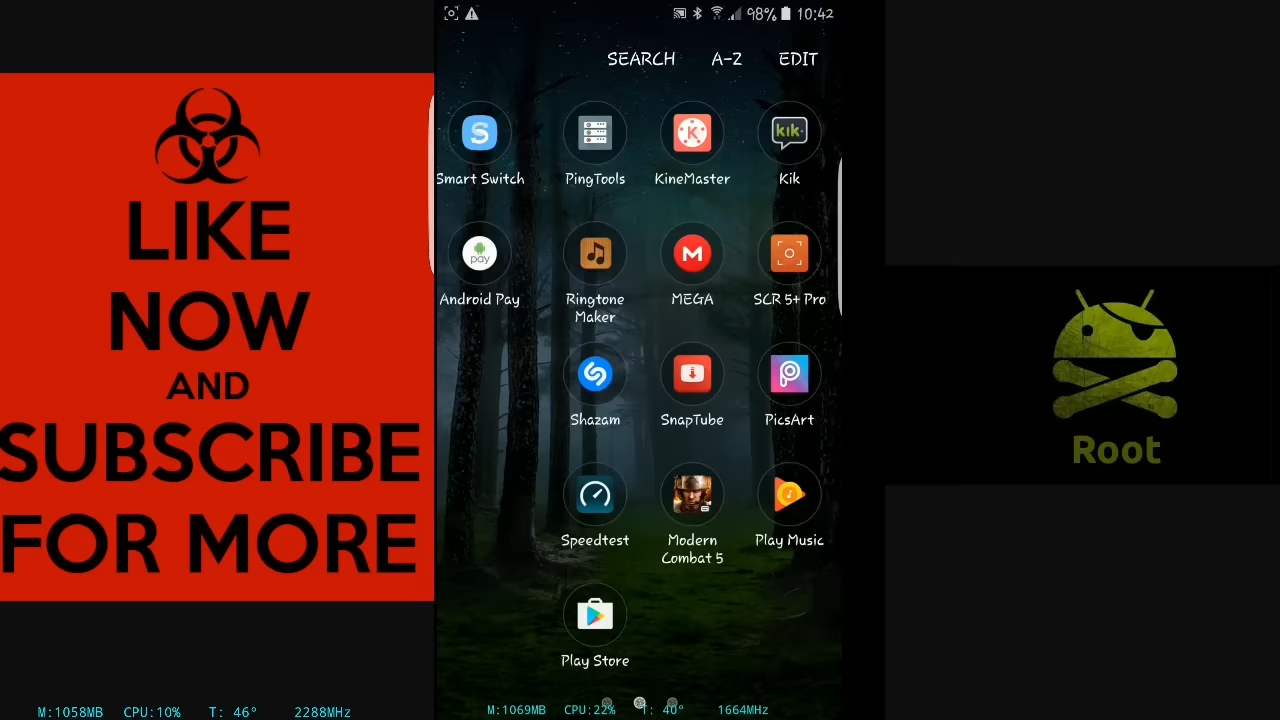 LIKE
NOW
AND
SUBSCRIBE
FOR MORE
M:1058MB CPU:10% T: 46° 2288MHz
98% 10:42
SEARCH A-Z EDIT
S
K
kik
Smart Switch PingTools KineMaster Kik
pay
M
Android Pay Ringtone Maker MEGA SCR 5+ Pro
Shazam SnapTube PicsArt
Speedtest Modern Combat 5 Play Music
Play Store
M:1069MB CPU:22% T: 40° 1664MHz
Root